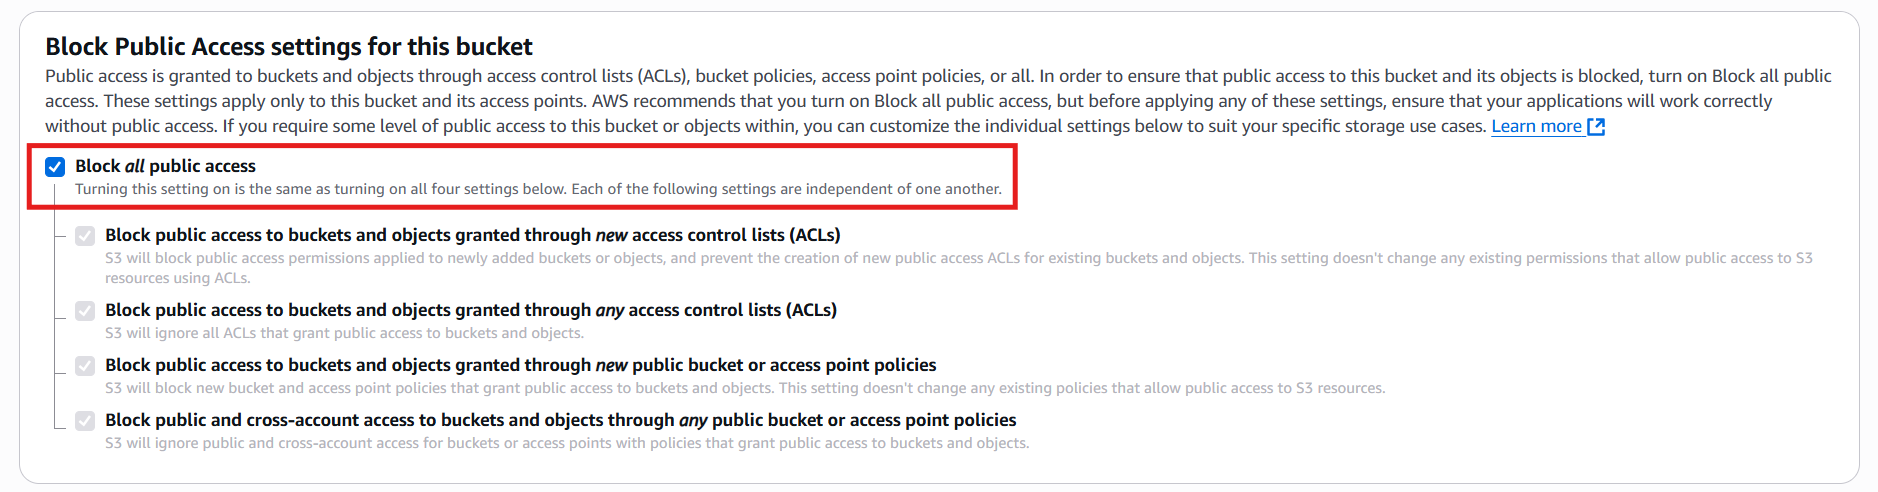 Block Public Access settings for this bucket
Public access is granted to buckets and objects through access control lists (ACLs), bucket policies, access point policies, or all. In order to ensure that public access to this bucket and its objects is blocked, turn on Block all public
access. These settings apply only to this bucket and its access points. AWS recommends that you turn on Block all public access, but before applying any of these settings, ensure that your applications will work correctly
without public access. If you require some level of public access to this bucket or objects within, you can customize the individual settings below to suit your specific storage use cases. Learn more
Block all public access
Turning this setting on is the same as turning on all four settings below. Each of the following settings are independent of one another.
Block public access to buckets and objects granted through new access control lists (ACLs)
S3 will block public access permissions applied to newly added buckets or objects, and prevent the creation of new public access ACLs for existing buckets and objects. This setting doesn't change any existing permissions that allow public access to S3
resources using ACLs.
Block public access to buckets and objects granted through any access control lists (ACLs)
S3 will ignore all ACLs that grant public access to buckets and objects.
Block public access to buckets and objects granted through new public bucket or access point policies
S3 will block new bucket and access point policies that grant public access to buckets and objects. This setting doesn't change any existing policies that allow public access to S3 resources.
Block public and cross-account access to buckets and objects through any public bucket or access point policies
S3 will ignore public and cross-account access for buckets or access points with policies that grant public access to buckets and objects.